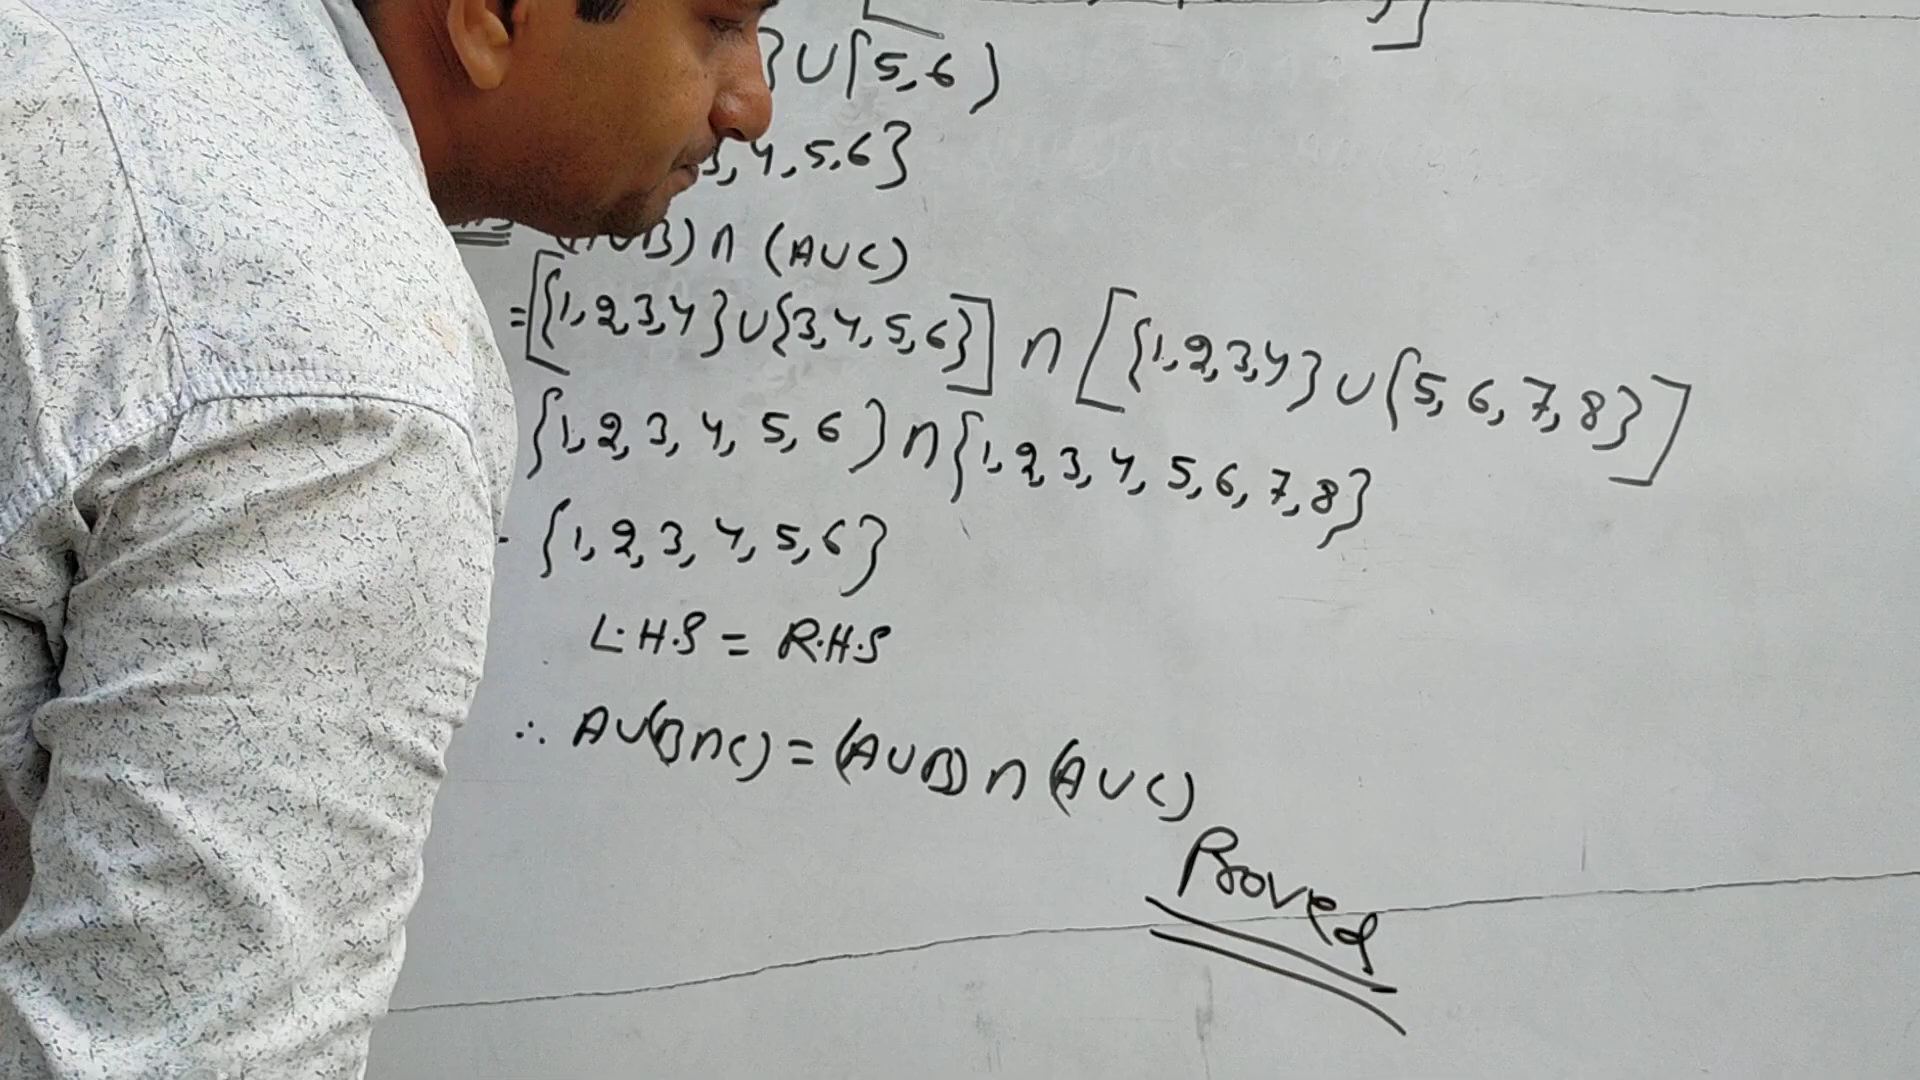 } ∪ {5,6)
3,4,5,6}
(A∪B) ∩ (A∪C)
=[{1,2,3,4} ∪ {3,4,5,6}] ∩ [{1,2,3,4} ∪ {5,6,7,8}]
{1,2,3,4,5,6} ∩ {1,2,3,4,5,6,7,8}
- {1,2,3,4,5,6}
L.H.S = R.H.S
∴ A∪(B∩C) = (A∪B) ∩ (A∪C)
Proved